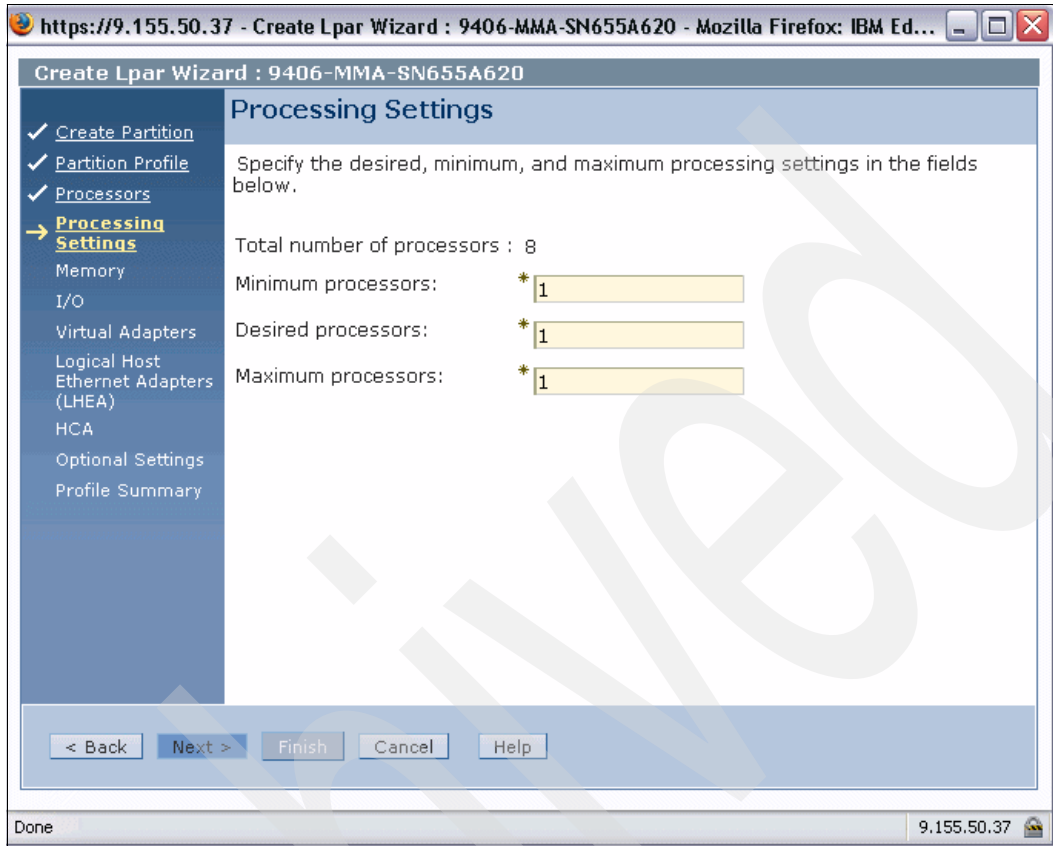 https://9.155.50.37 - Create Lpar Wizard : 9406-MMA-SN655A620 - Mozilla Firefox: IBM Ed...
Create Lpar Wizard : 9406-MMA-SN655A620
Create Partition
Partition Profile
Processors
Processing
Settings
Memory
I/O
Virtual Adapters
Logical Host
Ethernet Adapters
(LHEA)
HCA
Optional Settings
Profile Summary
Processing Settings
Specify the desired, minimum, and maximum processing settings in the fields
below.
Total number of processors : 8
Minimum processors: * 1
Desired processors: * 1
Maximum processors: * 1
< Back Next > Finish Cancel Help
Done 9.155.50.37